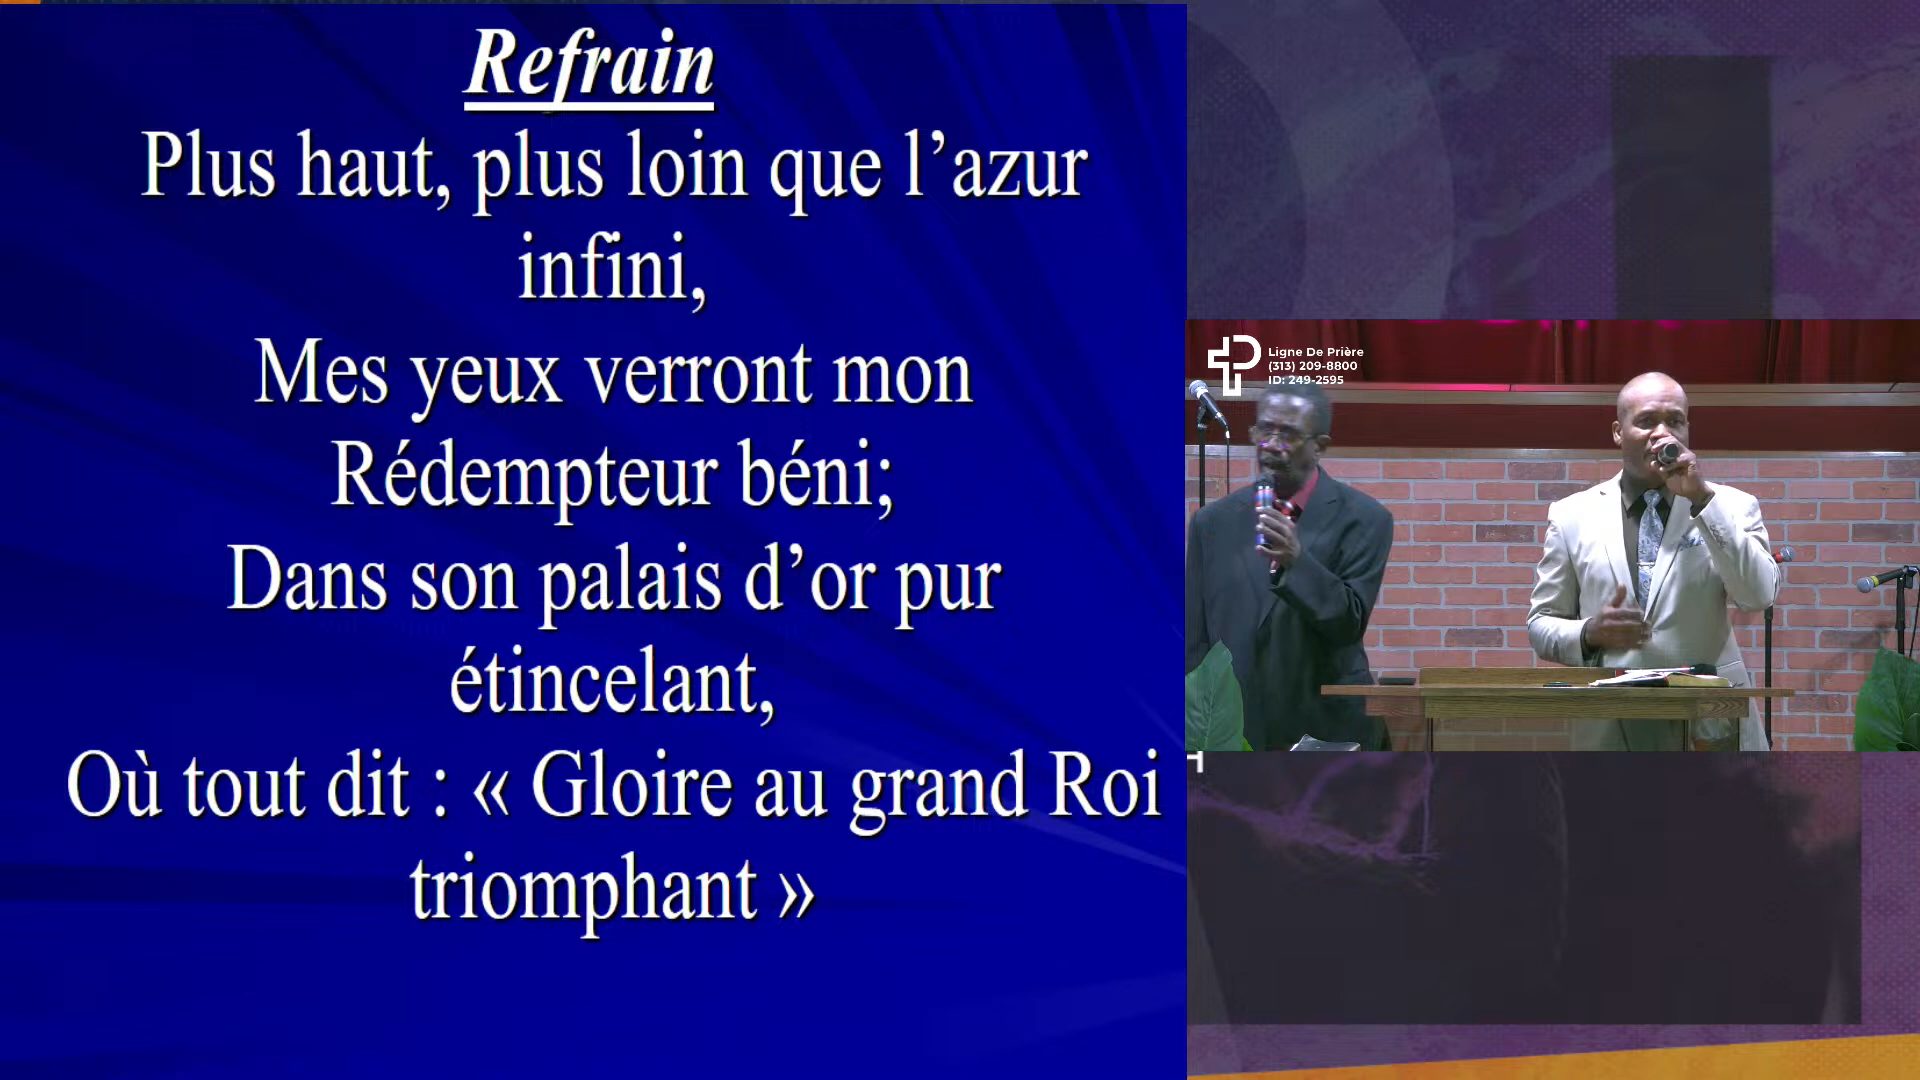 Refrain
Plus haut, plus loin que l’azur
infini,
Mes yeux verront mon
Rédempteur béni;
Dans son palais d’or pur
étincelant,
Où tout dit : « Gloire au grand Roi
triomphant »
Ligne De Prière
(313) 209-8800
ID: 249-2595
H